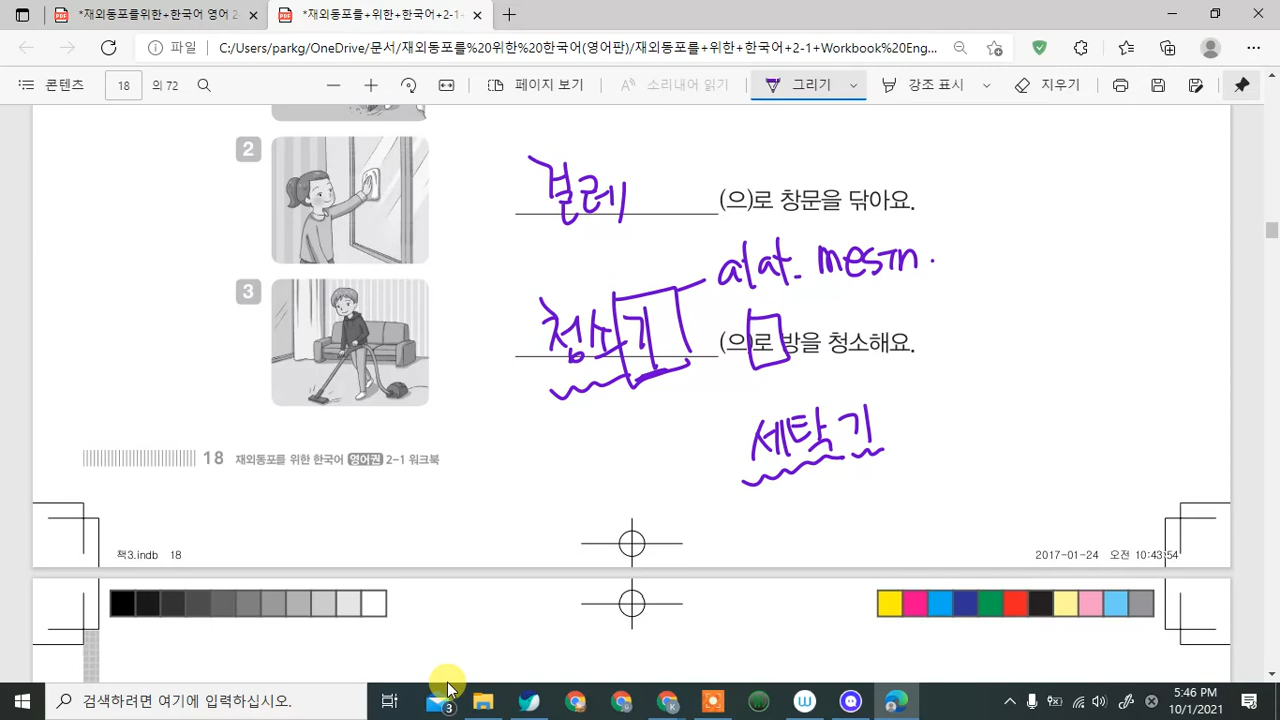 *재외동포를위한+한국어 영어 2
*재외동포를+위한+한국어+2-1+
파일
C:/Users/parkg/OneDrive/문서/재외동포를%20위한%20한국어(영어판)/재외동포를+위한+한국어+2-1+Workbook%20Eng...
콘텐츠
18
의 72
페이지 보기
소리내어 읽기
그리기
강조 표시
지우기
2
걸레
(으)로 창문을 닦아요.
alat. mesin.
3
청소기
(으)로 방을 청소해요.
세탁기
18 재외동포를 위한 한국어 영어권 2-1 워크북
책3.indb 18
2017-01-24 오전 10:43:54
검색하려면 여기에 입력하십시오.
3
5:46 PM
10/1/2021